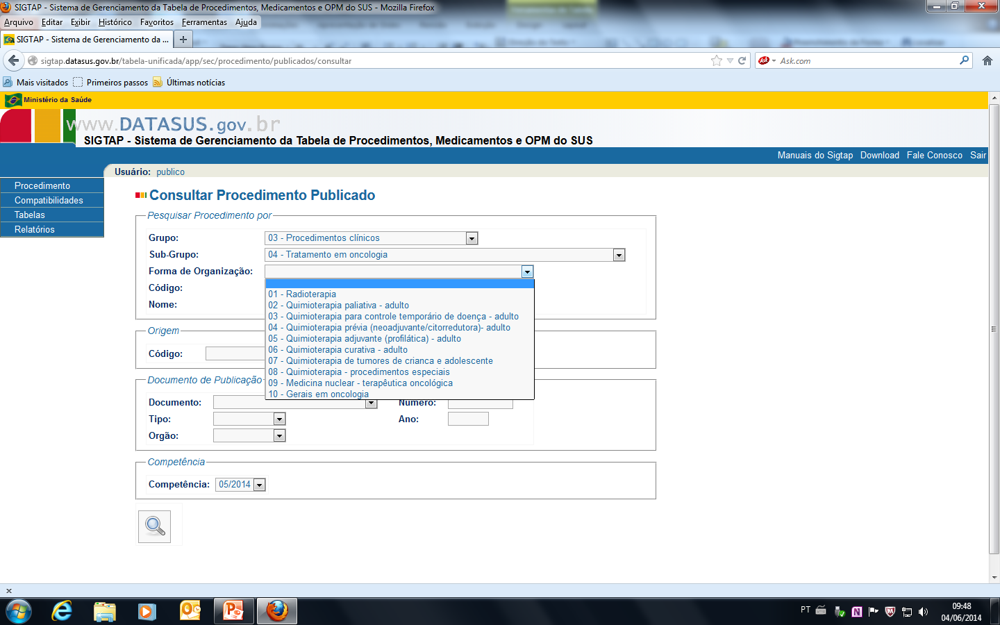 SIGTAP - Sistema de Gerenciamento da Tabela de Procedimentos, Medicamentos e OPM do SUS - Mozilla Firefox
Arquivo Editar Exibir Histórico Favoritos Ferramentas Ajuda
SIGTAP - Sistema de Gerenciamento da ... +
sigtap.datasus.gov.br/tabela-unificada/app/sec/procedimento/publicados/consultar
Ask Ask.com
Mais visitados Primeiros passos Últimas notícias
Ministério da Saúde
www.DATASUS.gov.br
SIGTAP - Sistema de Gerenciamento da Tabela de Procedimentos, Medicamentos e OPM do SUS
Manuais do Sigtap Download Fale Conosco Sair
Usuário: publico
Procedimento
Compatibilidades
Tabelas
Relatórios
Consultar Procedimento Publicado
Pesquisar Procedimento por
Grupo: 03 - Procedimentos clínicos
Sub-Grupo: 04 - Tratamento em oncologia
Forma de Organização:
Código:
Nome:
01 - Radioterapia
02 - Quimioterapia paliativa - adulto
03 - Quimioterapia para controle temporário de doença - adulto
04 - Quimioterapia prévia (neoadjuvante/citorredutora)- adulto
05 - Quimioterapia adjuvante (profilática) - adulto
06 - Quimioterapia curativa - adulto
07 - Quimioterapia de tumores de crianca e adolescente
08 - Quimioterapia - procedimentos especiais
09 - Medicina nuclear - terapêutica oncológica
10 - Gerais em oncologia
Origem
Código:
Documento de Publicação
Documento: Número:
Tipo: Ano:
Orgão:
Competência
Competência: 05/2014
x
PT 09:48
04/06/2014